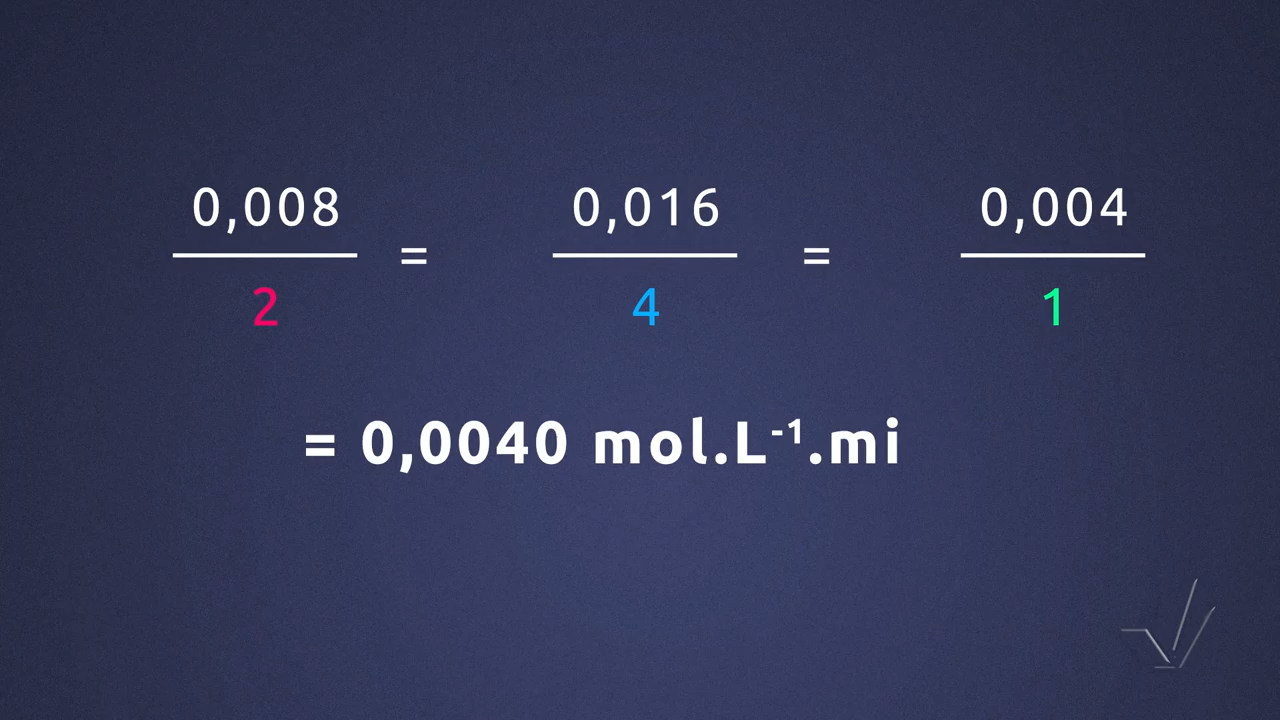 0,008 = 0,016 = 0,004
2 4 1
= 0,0040 mol.L⁻¹.mi